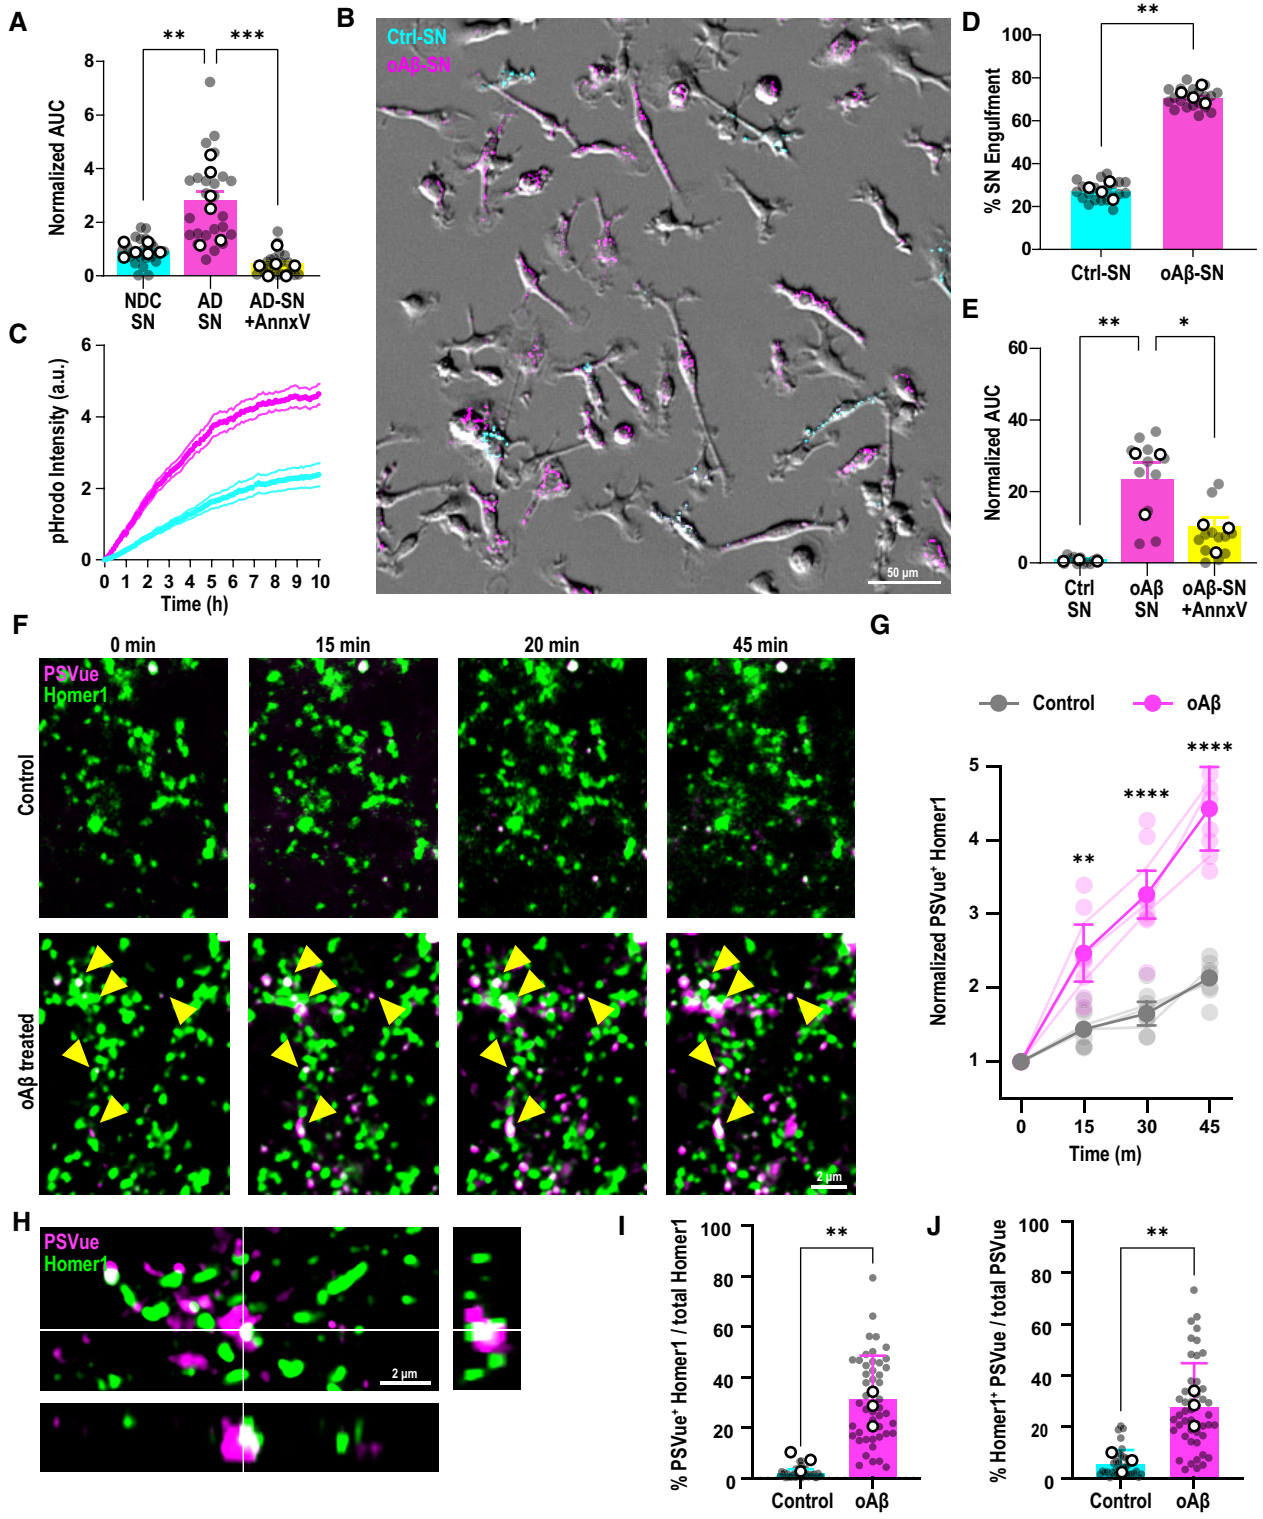 A
** ***
Normalized AUC
8
6
4
2
0
NDC
SN
AD
SN
AD-SN
+AnnxV
B
Ctrl-SN
oAβ-SN
50 µm
C
pHrodo Intensity (a.u.)
6
4
2
0
0 1 2 3 4 5 6 7 8 9 10
Time (h)
D
**
% SN Engulfment
100
80
60
40
20
0
Ctrl-SN oAβ-SN
E
** *
Normalized AUC
60
40
20
0
Ctrl
SN
oAβ
SN
oAβ-SN
+AnnxV
F
0 min 15 min 20 min 45 min
PSVue
Homer1
Control
oAβ treated
2 µm
G
Control oAβ
Normalized PSVue⁺ Homer1
5
4
3
2
1
** **** ****
0 15 30 45
Time (m)
H
PSVue
Homer1
2 µm
I
**
% PSVue⁺ Homer1 / total Homer1
100
80
60
40
20
0
Control oAβ
J
**
% Homer1⁺ PSVue / total PSVue
100
80
60
40
20
0
Control oAβ